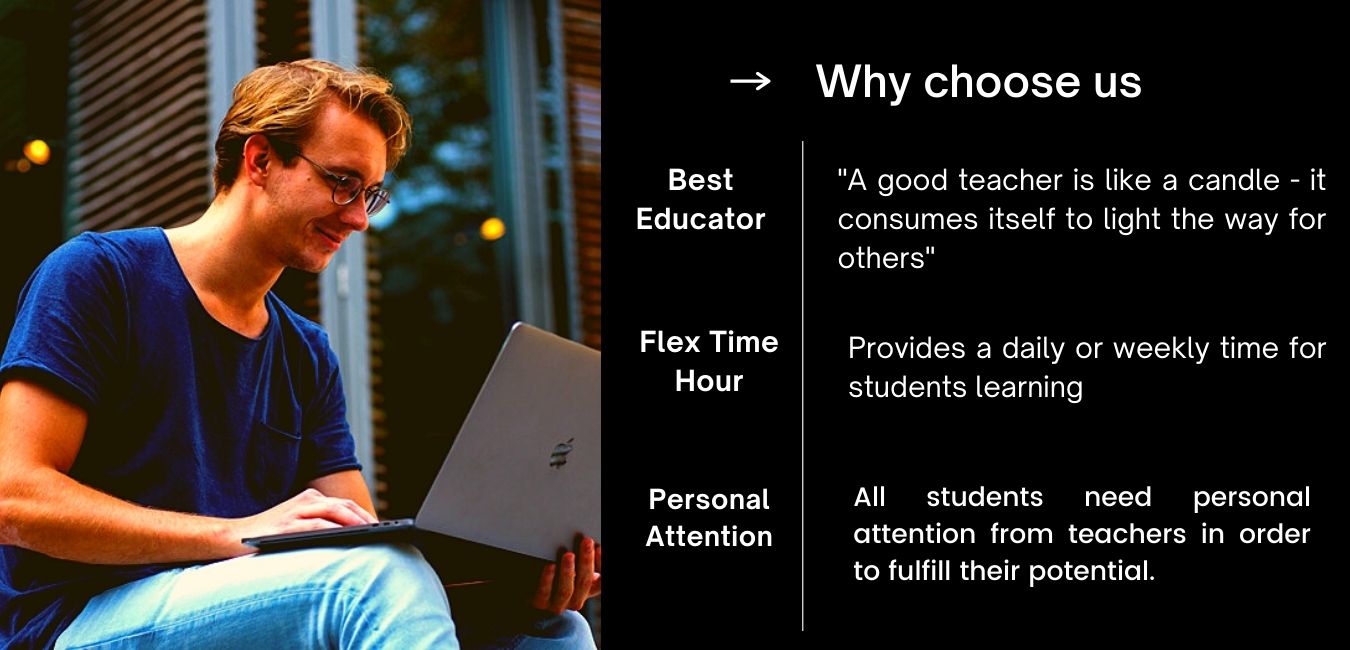 → Why choose us
Best
Educator
"A good teacher is like a candle - it
consumes itself to light the way for
others"
Flex Time
Hour
Provides a daily or weekly time for
students learning
Personal
Attention
All students need personal
attention from teachers in order
to fulfill their potential.